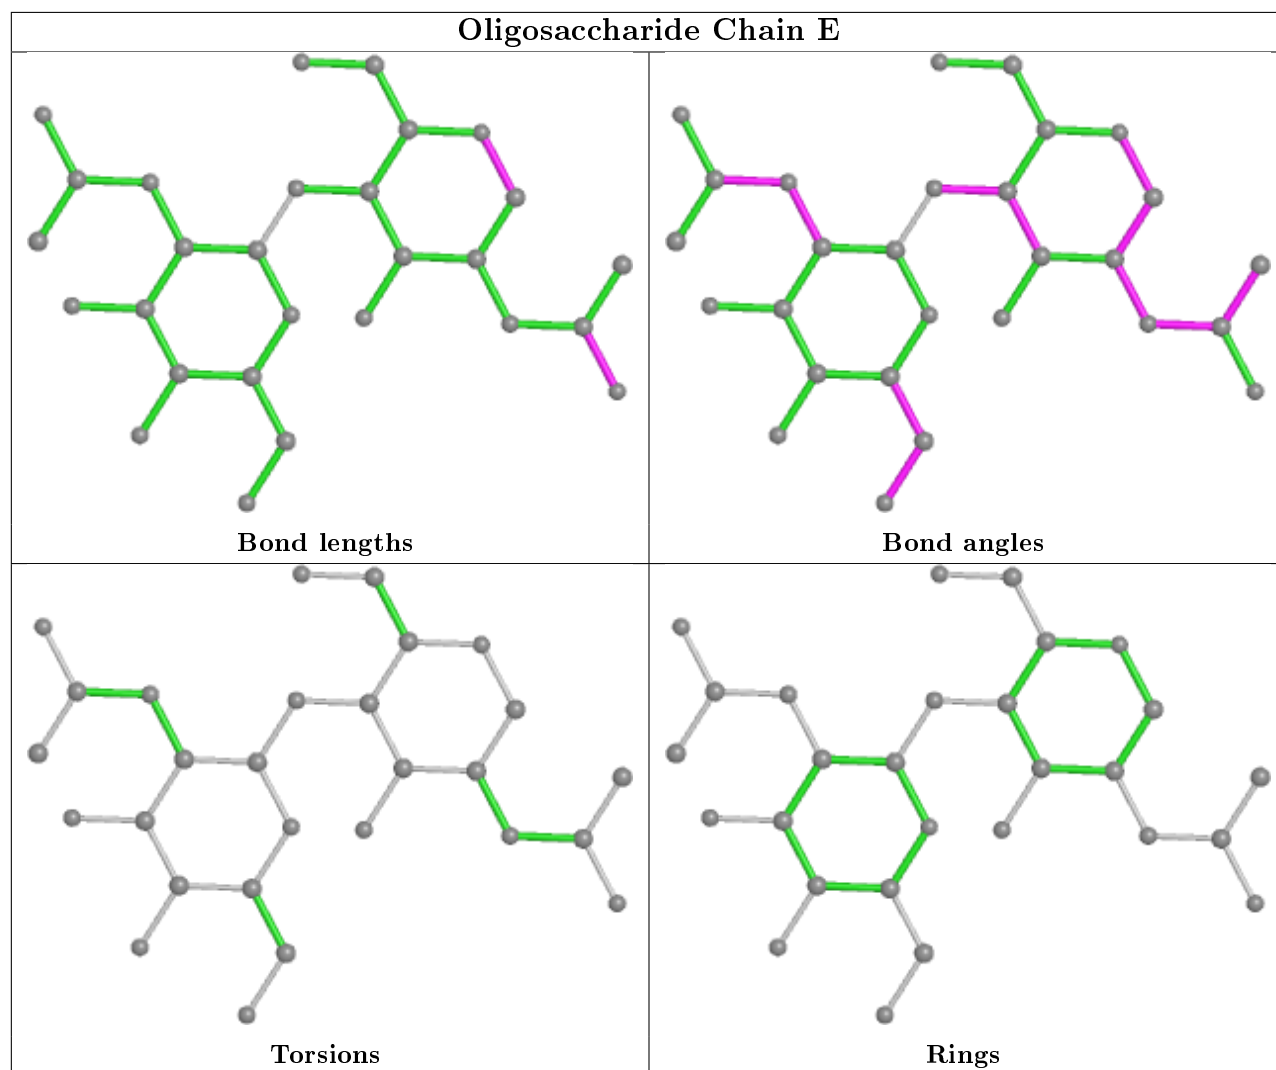 Oligosaccharide Chain E
Bond lengths
Bond angles
Torsions
Rings